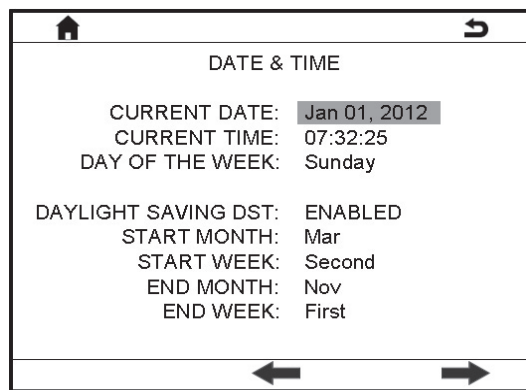 DATE & TIME
CURRENT DATE: Jan 01, 2012
CURRENT TIME: 07:32:25
DAY OF THE WEEK: Sunday
DAYLIGHT SAVING DST: ENABLED
START MONTH: Mar
START WEEK: Second
END MONTH: Nov
END WEEK: First